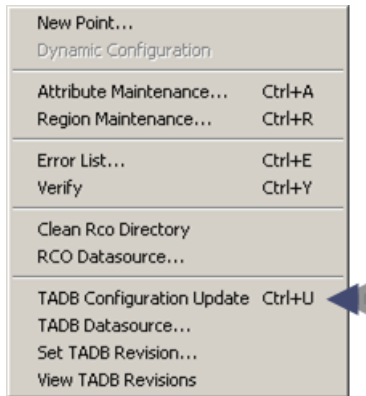 New Point...
Dynamic Configuration
Attribute Maintenance... Ctrl+A
Region Maintenance... Ctrl+R
Error List... Ctrl+E
Verify Ctrl+Y
Clean Rco Directory
RCO Datasource...
TADB Configuration Update Ctrl+U
TADB Datasource...
Set TADB Revision...
View TADB Revisions